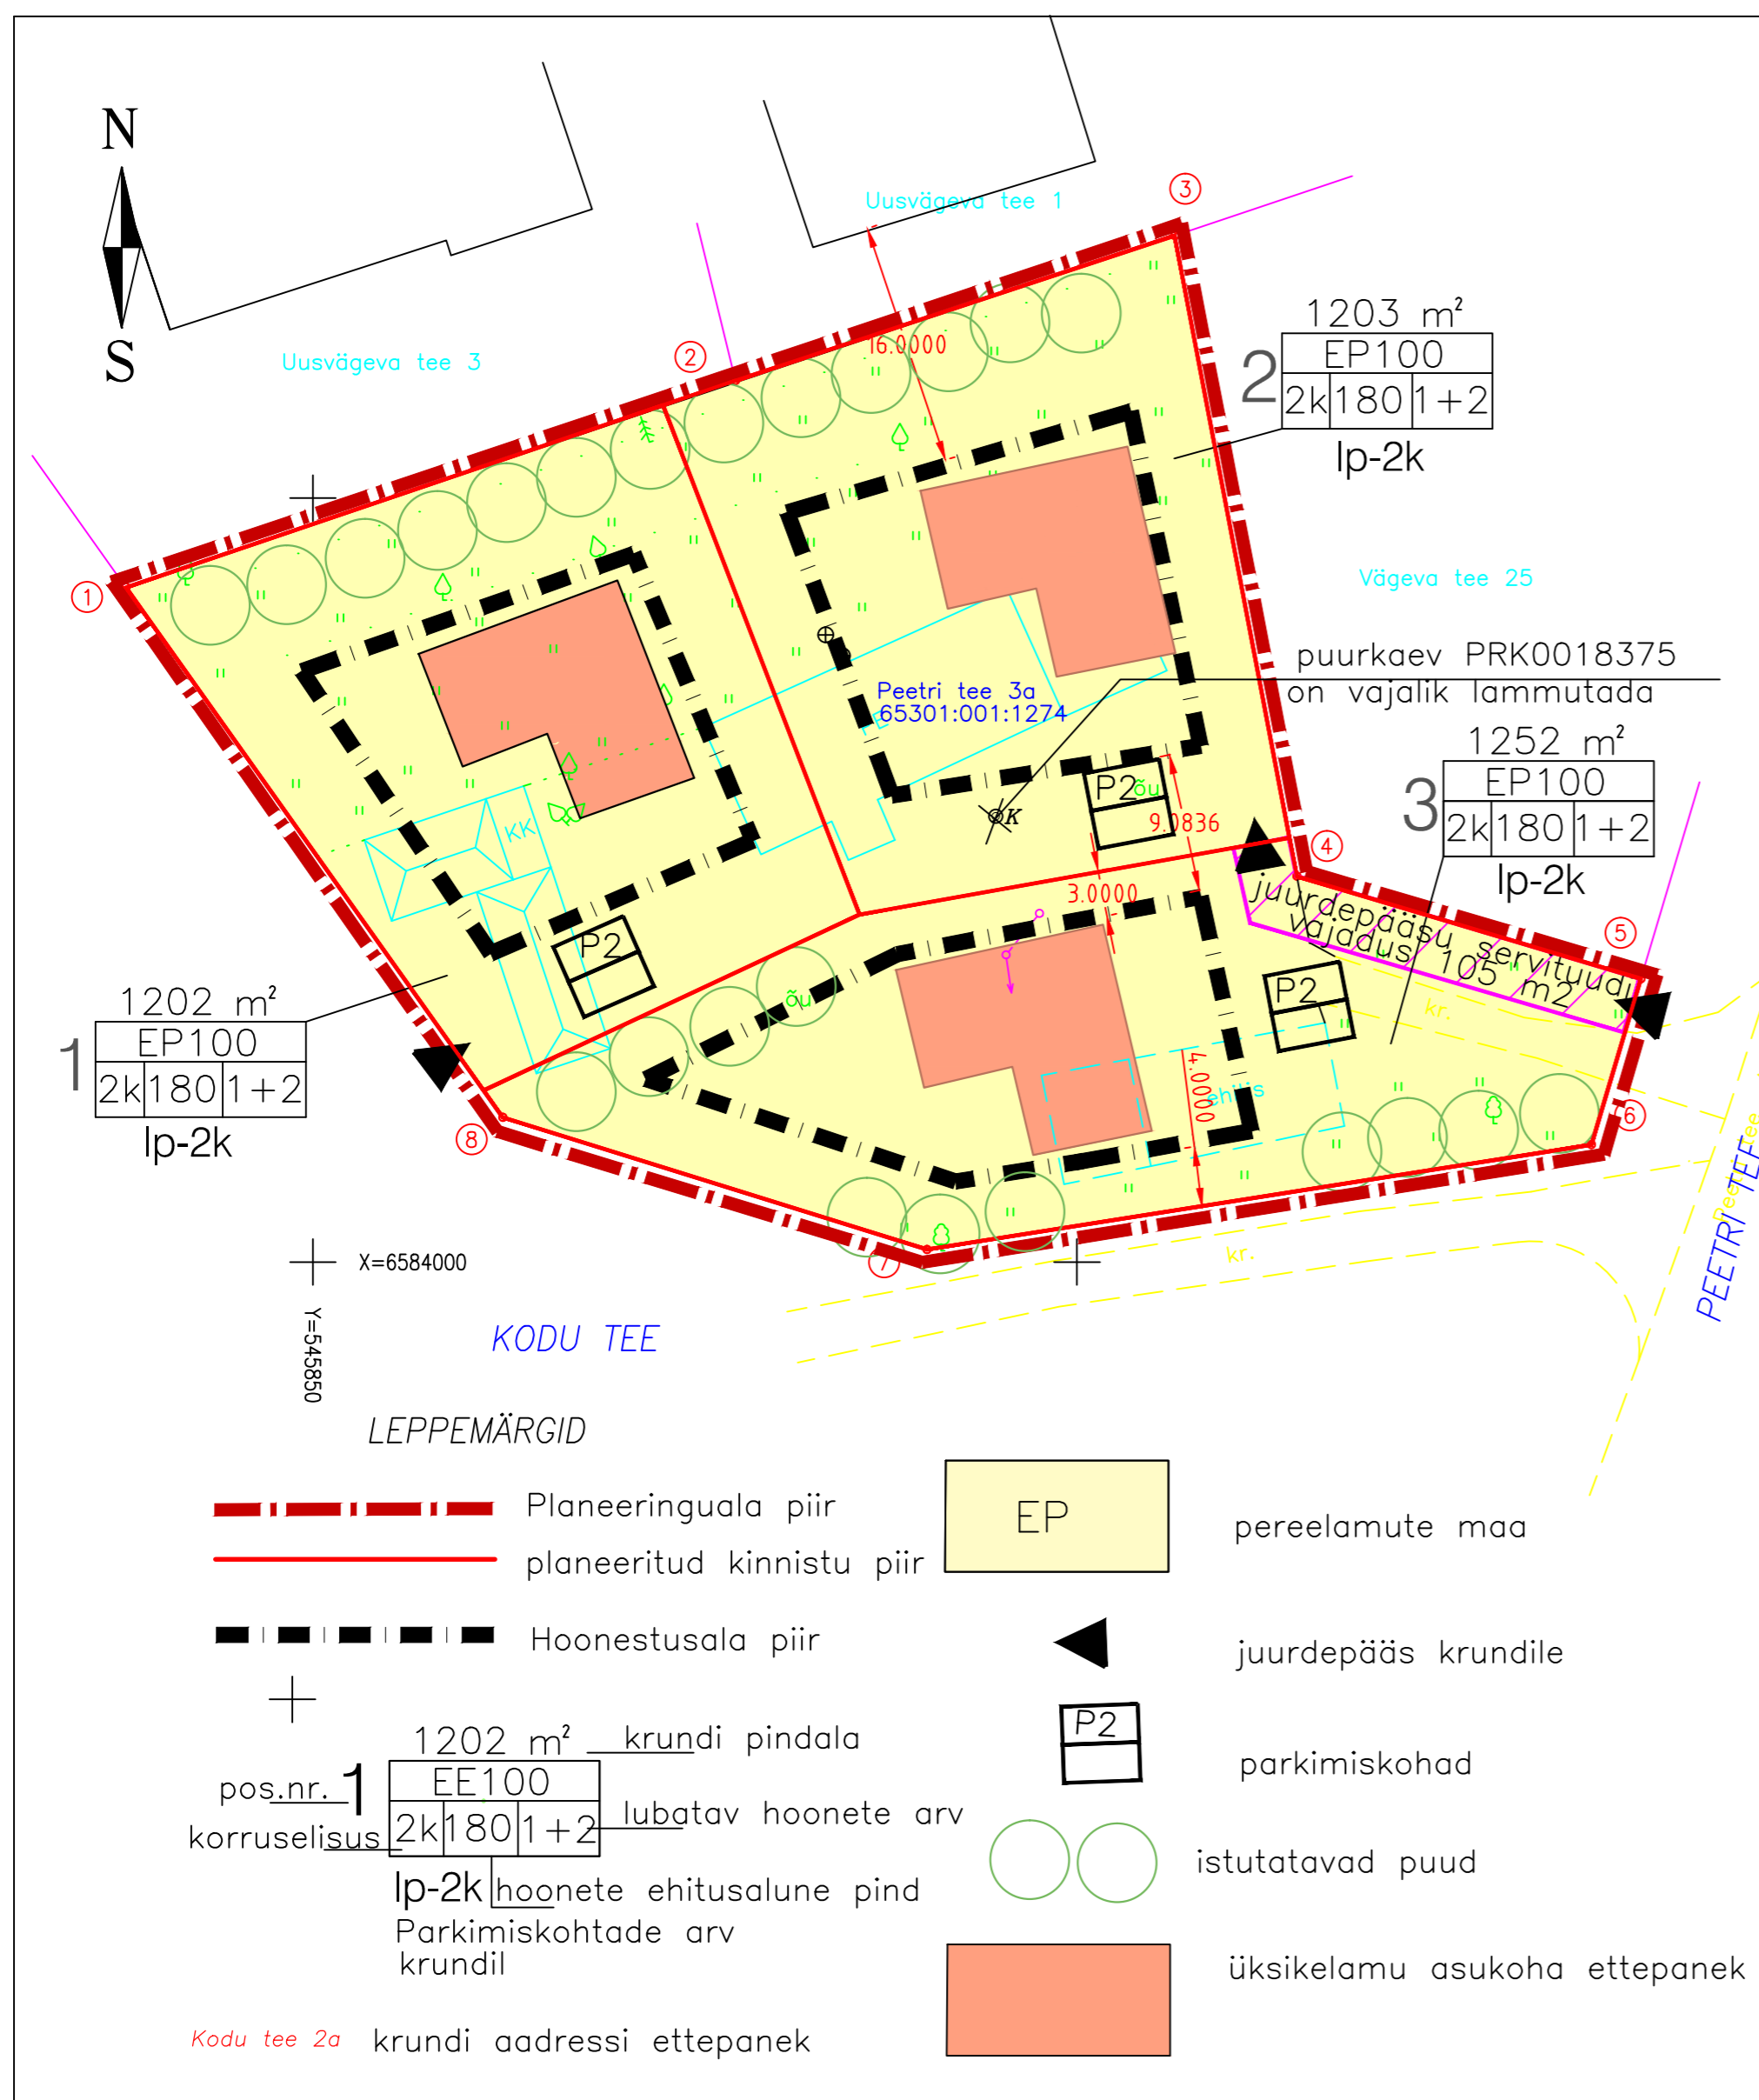 N
S
Uusvägeva tee 1
Uusvägeva tee 3
3
2
1
16.0000
1203 m²
2
EP100
2k 180 1+2
lp-2k
Vägeva tee 25
puurkaev PRK0018375
on vajalik lammutada
Peetri tee 3a
65301:001:1274
1252 m²
3
EP100
2k 180 1+2
lp-2k
P2
õu
9.0836
K
KK
4
3.0000
juurdepääsu servituudi
vajadus 105 m2
5
P2
P2
õu
kr.
1202 m²
1
EP100
2k 180 1+2
lp-2k
4.0000
ehitis
6
8
7
kr.
Peetri tee
PEETRI TEE
X=6584000
Y=545850
KODU TEE
LEPPEMÄRGID
Planeeringuala piir
planeeritud kinnistu piir
Hoonestusala piir
EP
pereelamute maa
juurdepääs krundile
1202 m²
krundi pindala
pos.nr. 1
EE100
korruselisus
2k 180 1+2
lubatav hoonete arv
lp-2k
hoonete ehitusalune pind
Parkimiskohtade arv
krundil
P2
parkimiskohad
istutatavad puud
üksikelamu asukoha ettepanek
Kodu tee 2a
krundi aadressi ettepanek